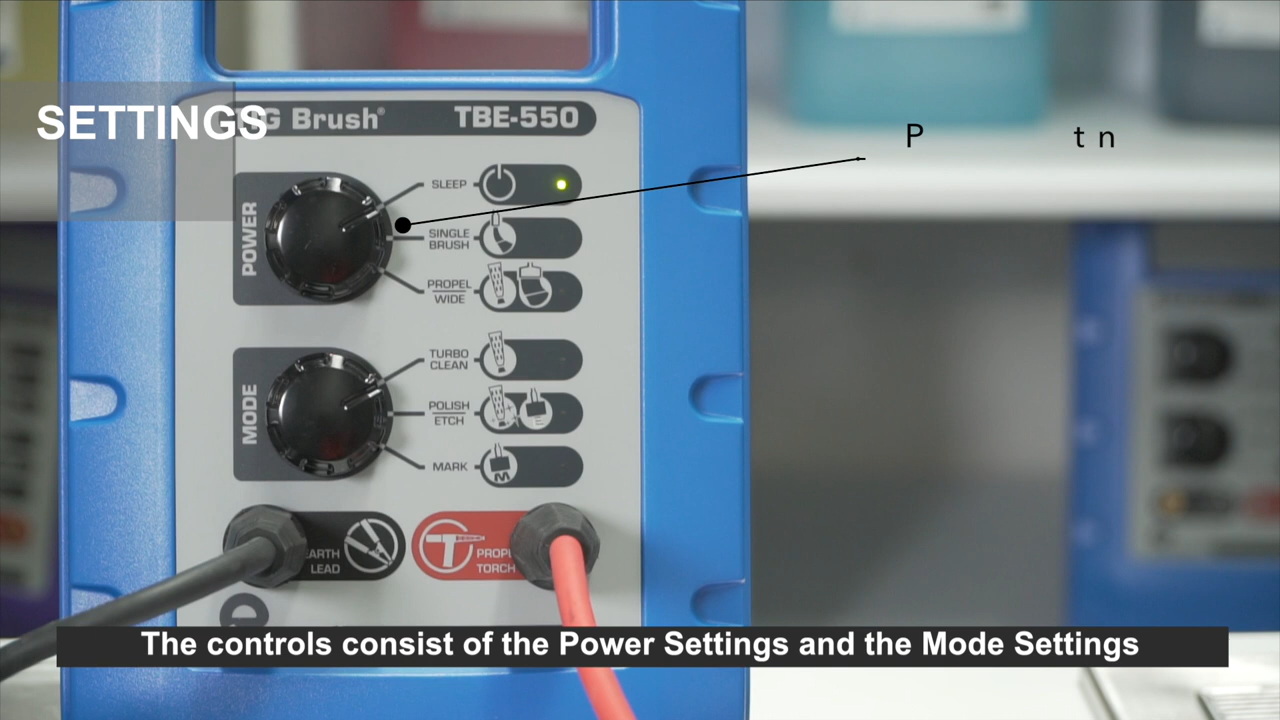 SETTINGS
G Brush® TBE-550
POWER
SLEEP
SINGLE
BRUSH
PROPEL
WIDE
MODE
TURBO
CLEAN
POLISH
ETCH
MARK
M
EARTH
LEAD
T
PROPEL
TORCH
P t n
The controls consist of the Power Settings and the Mode Settings